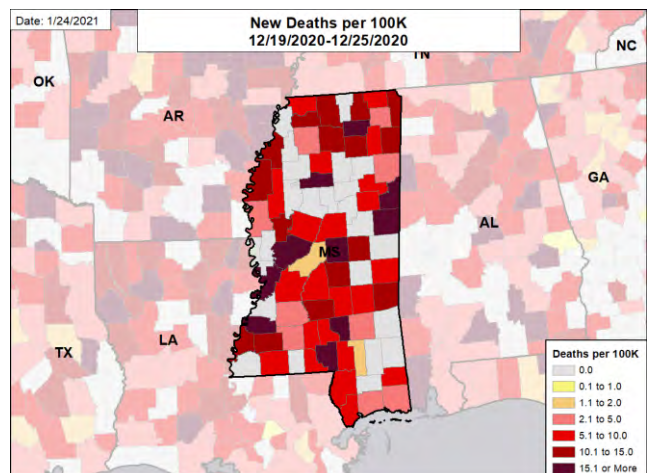 Date: 1/24/2021
New Deaths per 100K
12/19/2020-12/25/2020
TN
NC
OK
AR
GA
AL
MS
LA
TX
Deaths per 100K
0.0
0.1 to 1.0
1.1 to 2.0
2.1 to 5.0
5.1 to 10.0
10.1 to 15.0
15.1 or More